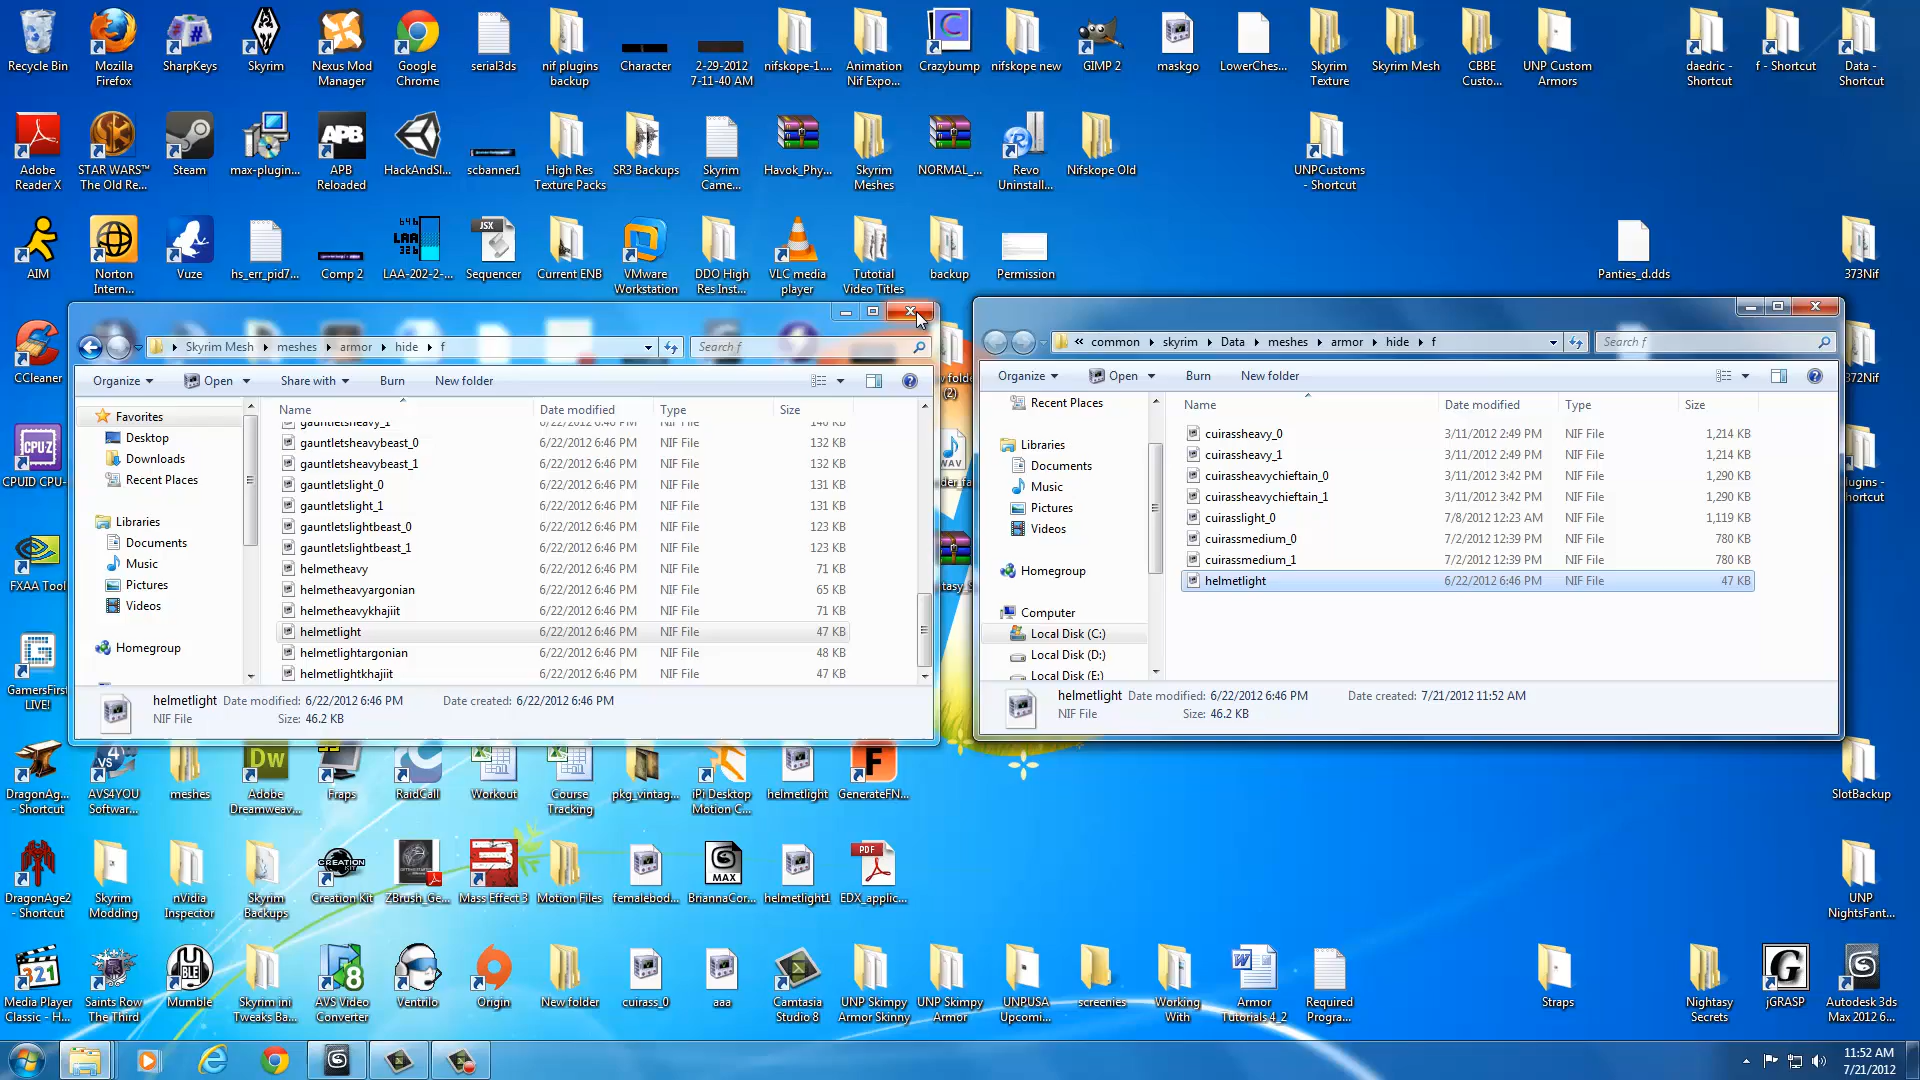 Recycle Bin
Mozilla Firefox
SharpKeys
Skyrim
Nexus Mod Manager
Google Chrome
serial3ds
nif plugins backup
Character
2-29-2012 7-11-40 AM
nifskope-1....
Animation Nif Expo...
Crazybump
nifskope new
GIMP 2
maskgo
LowerChes...
Skyrim Texture
Skyrim Mesh
CBBE Custo...
UNP Custom Armors
daedric - Shortcut
f - Shortcut
Data - Shortcut
Adobe Reader X
STAR WARS™ The Old Re...
Steam
max-plugin...
APB Reloaded
HackAndSl...
scbanner1
High Res Texture Packs
SR3 Backups
Skyrim Came...
Havok_Phy...
Skyrim Meshes
NORMAL_...
Revo Uninstall...
Nifskope Old
UNPCustoms - Shortcut
AIM
Norton Intern...
Vuze
hs_err_pid7...
Comp 2
LAA-202-2-...
Sequencer
Current ENB
VMware Workstation
DDO High Res Inst...
VLC media player
Tutotial Video Titles
backup
Permission
Panties_d.dds
373Nif
CCleaner
CPUID CPU-
FXAA Tool
GamersFirst LIVE!
372Nif
Skyrim Mesh meshes armor hide f
Search f
Organize Open Share with Burn New folder
Favorites
Desktop
Downloads
Recent Places
Libraries
Documents
Music
Pictures
Videos
Homegroup
Name Date modified Type Size
gauntletsheavy_1 6/22/2012 6:46 PM NIF File 146 KB
gauntletsheavybeast_0 6/22/2012 6:46 PM NIF File 132 KB
gauntletsheavybeast_1 6/22/2012 6:46 PM NIF File 132 KB
gauntletslight_0 6/22/2012 6:46 PM NIF File 131 KB
gauntletslight_1 6/22/2012 6:46 PM NIF File 131 KB
gauntletslightbeast_0 6/22/2012 6:46 PM NIF File 123 KB
gauntletslightbeast_1 6/22/2012 6:46 PM NIF File 123 KB
helmetheavy 6/22/2012 6:46 PM NIF File 71 KB
helmetheavyargonian 6/22/2012 6:46 PM NIF File 65 KB
helmetheavykhajiit 6/22/2012 6:46 PM NIF File 71 KB
helmetlight 6/22/2012 6:46 PM NIF File 47 KB
helmetlightargonian 6/22/2012 6:46 PM NIF File 48 KB
helmetlightkhajiit 6/22/2012 6:46 PM NIF File 47 KB
helmetlight Date modified: 6/22/2012 6:46 PM Date created: 6/22/2012 6:46 PM
NIF File Size: 46.2 KB
« common skyrim Data meshes armor hide f
Search f
Organize Open Burn New folder
Recent Places
Libraries
Documents
Music
Pictures
Videos
Homegroup
Computer
Local Disk (C:)
Local Disk (D:)
Local Disk (E:)
Name Date modified Type Size
cuirassheavy_0 3/11/2012 2:49 PM NIF File 1,214 KB
cuirassheavy_1 3/11/2012 2:49 PM NIF File 1,214 KB
cuirassheavychieftain_0 3/11/2012 3:42 PM NIF File 1,290 KB
cuirassheavychieftain_1 3/11/2012 3:42 PM NIF File 1,290 KB
cuirasslight_0 7/8/2012 12:23 AM NIF File 1,119 KB
cuirassmedium_0 7/2/2012 12:39 PM NIF File 780 KB
cuirassmedium_1 7/2/2012 12:39 PM NIF File 780 KB
helmetlight 6/22/2012 6:46 PM NIF File 47 KB
helmetlight Date modified: 6/22/2012 6:46 PM Date created: 7/21/2012 11:52 AM
NIF File Size: 46.2 KB
DragonAg... - Shortcut
AVS4YOU Softwar...
meshes
Adobe Dreamweav...
Fraps
RaidCall
Workout
Course Tracking
pkg_vintag...
iPi Desktop Motion C...
helmetlight
GenerateFN...
SlotBackup
DragonAge2 - Shortcut
Skyrim Modding
nVidia Inspector
Skyrim Backups
Creation Kit
ZBrush_Ge...
Mass Effect 3
Motion Files
femalebod...
BriannaCor...
helmetlight1
EDX_applic...
UNP NightsFant...
Media Player Classic - H...
Saints Row The Third
Mumble
Skyrim ini Tweaks Ba...
AVS Video Converter
Ventrilo
Origin
New folder
cuirass_0
aaa
Camtasia Studio 8
UNP Skimpy Armor Skinny
UNP Skimpy Armor
UNPUSA Upcomi...
screenies
Working With
Armor Tutorials 4_2
Required Progra...
Straps
Nightasy Secrets
jGRASP
Autodesk 3ds Max 2012 6...
11:52 AM
7/21/2012